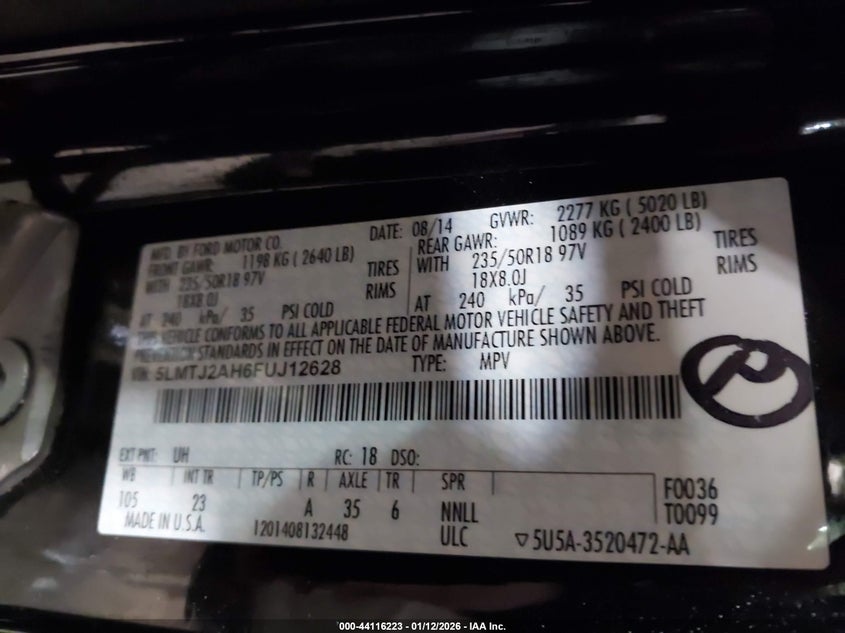 MFD. BY FORD MOTOR CO.
DATE: 08/14 GVWR: 2277 KG ( 5020 LB)
FRONT GAWR: 1198 KG ( 2640 LB)
REAR GAWR: 1089 KG ( 2400 LB)
WITH 235/50R18 97V TIRES
WITH 235/50R18 97V TIRES
18X8.0J RIMS
18X8.0J RIMS
AT 240 kPa/ 35 PSI COLD
AT 240 kPa/ 35 PSI COLD
THIS VEHICLE CONFORMS TO ALL APPLICABLE FEDERAL MOTOR VEHICLE SAFETY AND THEFT
PREVENTION STANDARDS IN EFFECT ON THE DATE OF MANUFACTURE SHOWN ABOVE.
VIN: 5LMTJ2AH6FUJ12628 TYPE: MPV
P
EXT PNT: UH RC: 18 DSO:
WB INT TR TP/PS R AXLE TR SPR
105 23 A 35 6 NNLL
F0036
T0099
MADE IN U.S.A. 1201408132448 ULC ▽5U5A-3520472-AA
000-44116223 - 01/12/2026 - IAA Inc.